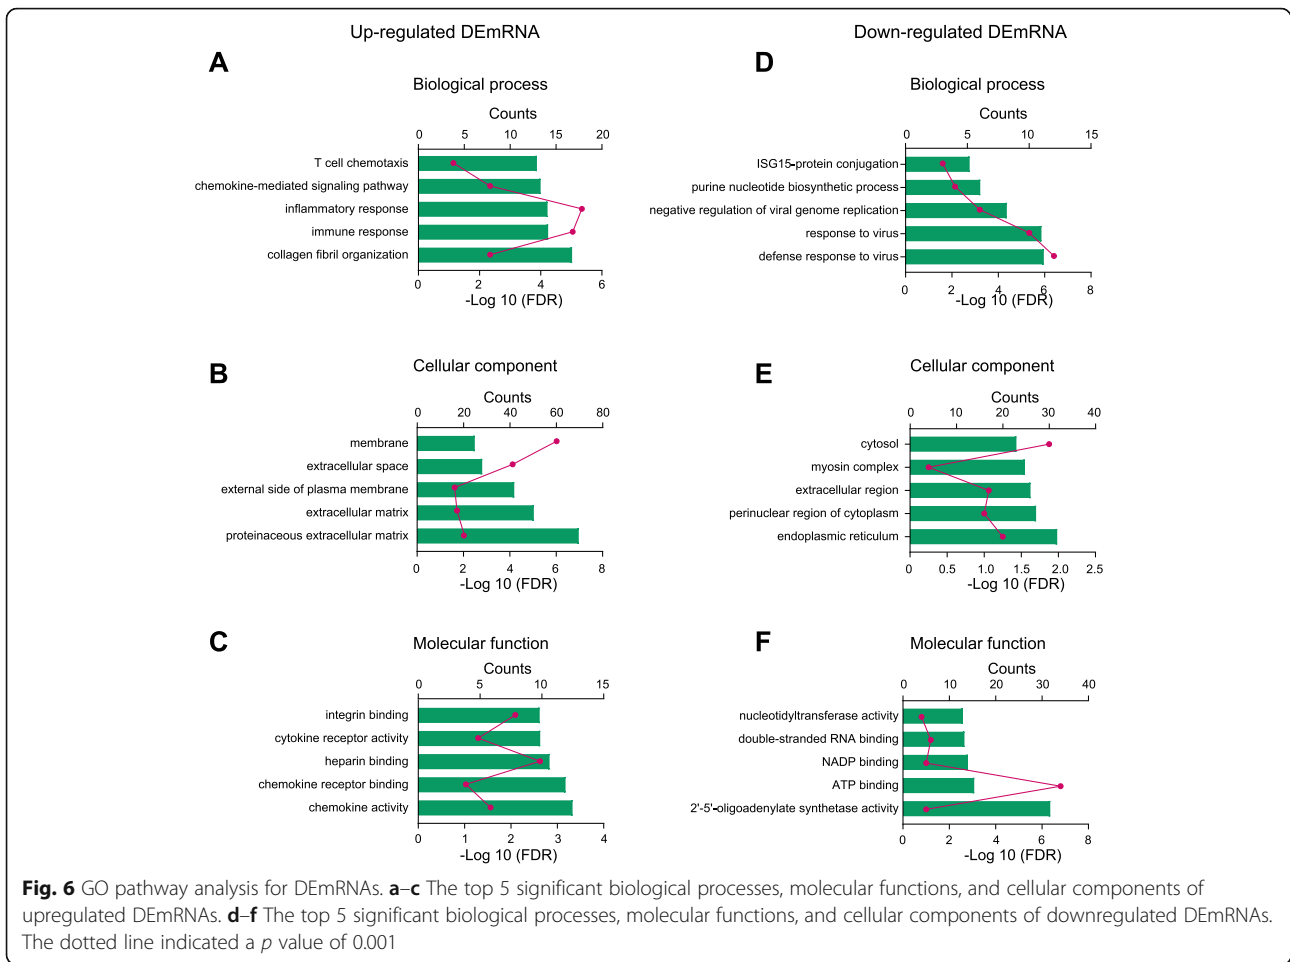 Up-regulated DEmRNA
Down-regulated DEmRNA
A
Biological process
Counts
0 5 10 15 20
T cell chemotaxis
chemokine-mediated signaling pathway
inflammatory response
immune response
collagen fibril organization
0 2 4 6
-Log 10 (FDR)
D
Biological process
Counts
0 5 10 15
ISG15-protein conjugation
purine nucleotide biosynthetic process
negative regulation of viral genome replication
response to virus
defense response to virus
0 2 4 6 8
-Log 10 (FDR)
B
Cellular component
Counts
0 20 40 60 80
membrane
extracellular space
external side of plasma membrane
extracellular matrix
proteinaceous extracellular matrix
0 2 4 6 8
-Log 10 (FDR)
E
Cellular component
Counts
0 10 20 30 40
cytosol
myosin complex
extracellular region
perinuclear region of cytoplasm
endoplasmic reticulum
0 0.5 1.0 1.5 2.0 2.5
-Log 10 (FDR)
C
Molecular function
Counts
0 5 10 15
integrin binding
cytokine receptor activity
heparin binding
chemokine receptor binding
chemokine activity
0 1 2 3 4
-Log 10 (FDR)
F
Molecular function
Counts
0 10 20 30 40
nucleotidyltransferase activity
double-stranded RNA binding
NADP binding
ATP binding
2'-5'-oligoadenylate synthetase activity
0 2 4 6 8
-Log 10 (FDR)
Fig. 6 GO pathway analysis for DEmRNAs. a–c The top 5 significant biological processes, molecular functions, and cellular components of
upregulated DEmRNAs. d–f The top 5 significant biological processes, molecular functions, and cellular components of downregulated DEmRNAs.
The dotted line indicated a p value of 0.001